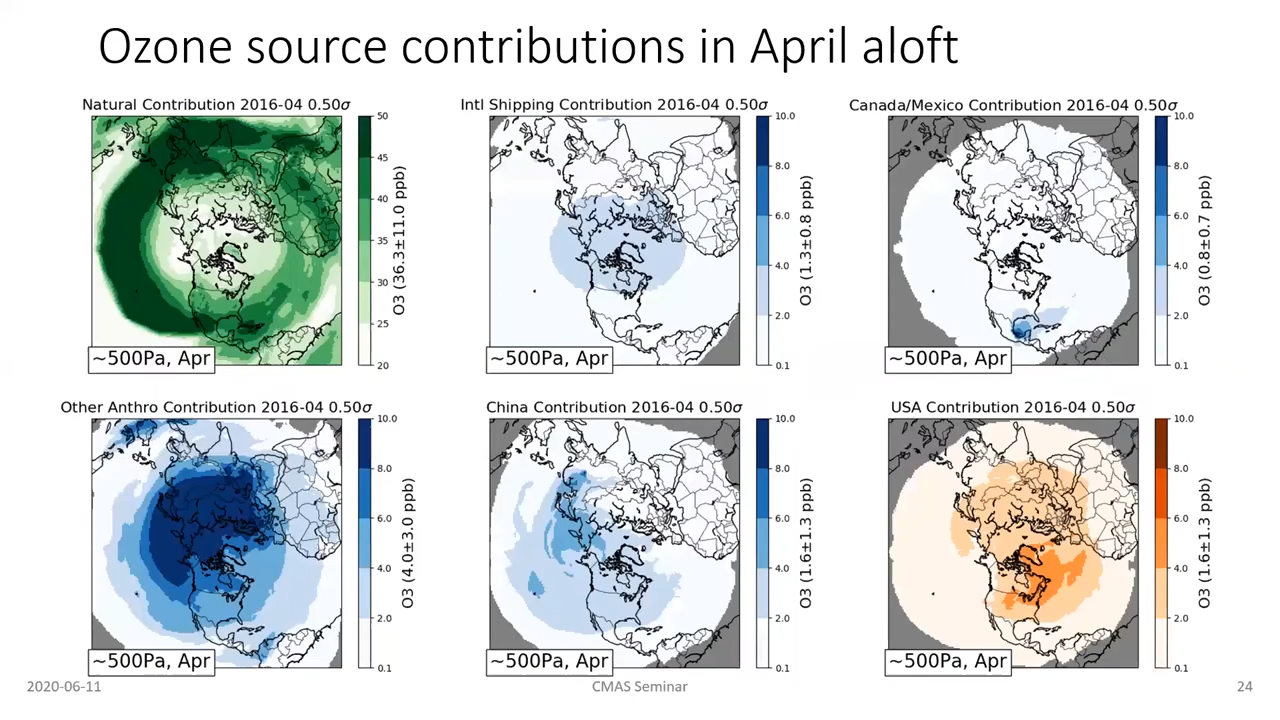 Ozone source contributions in April aloft
Natural Contribution 2016-04 0.50σ
50
45
40
35
30
25
20
O3 (36.3±11.0 ppb)
~500Pa, Apr
Intl Shipping Contribution 2016-04 0.50σ
10.0
8.0
6.0
4.0
2.0
0.1
O3 (1.3±0.8 ppb)
~500Pa, Apr
Canada/Mexico Contribution 2016-04 0.50σ
10.0
8.0
6.0
4.0
2.0
0.1
O3 (0.8±0.7 ppb)
~500Pa, Apr
Other Anthro Contribution 2016-04 0.50σ
10.0
8.0
6.0
4.0
2.0
0.1
O3 (4.0±3.0 ppb)
~500Pa, Apr
China Contribution 2016-04 0.50σ
10.0
8.0
6.0
4.0
2.0
0.1
O3 (1.6±1.3 ppb)
~500Pa, Apr
USA Contribution 2016-04 0.50σ
10.0
8.0
6.0
4.0
2.0
0.1
O3 (1.6±1.3 ppb)
~500Pa, Apr
2020-06-11
CMAS Seminar
24